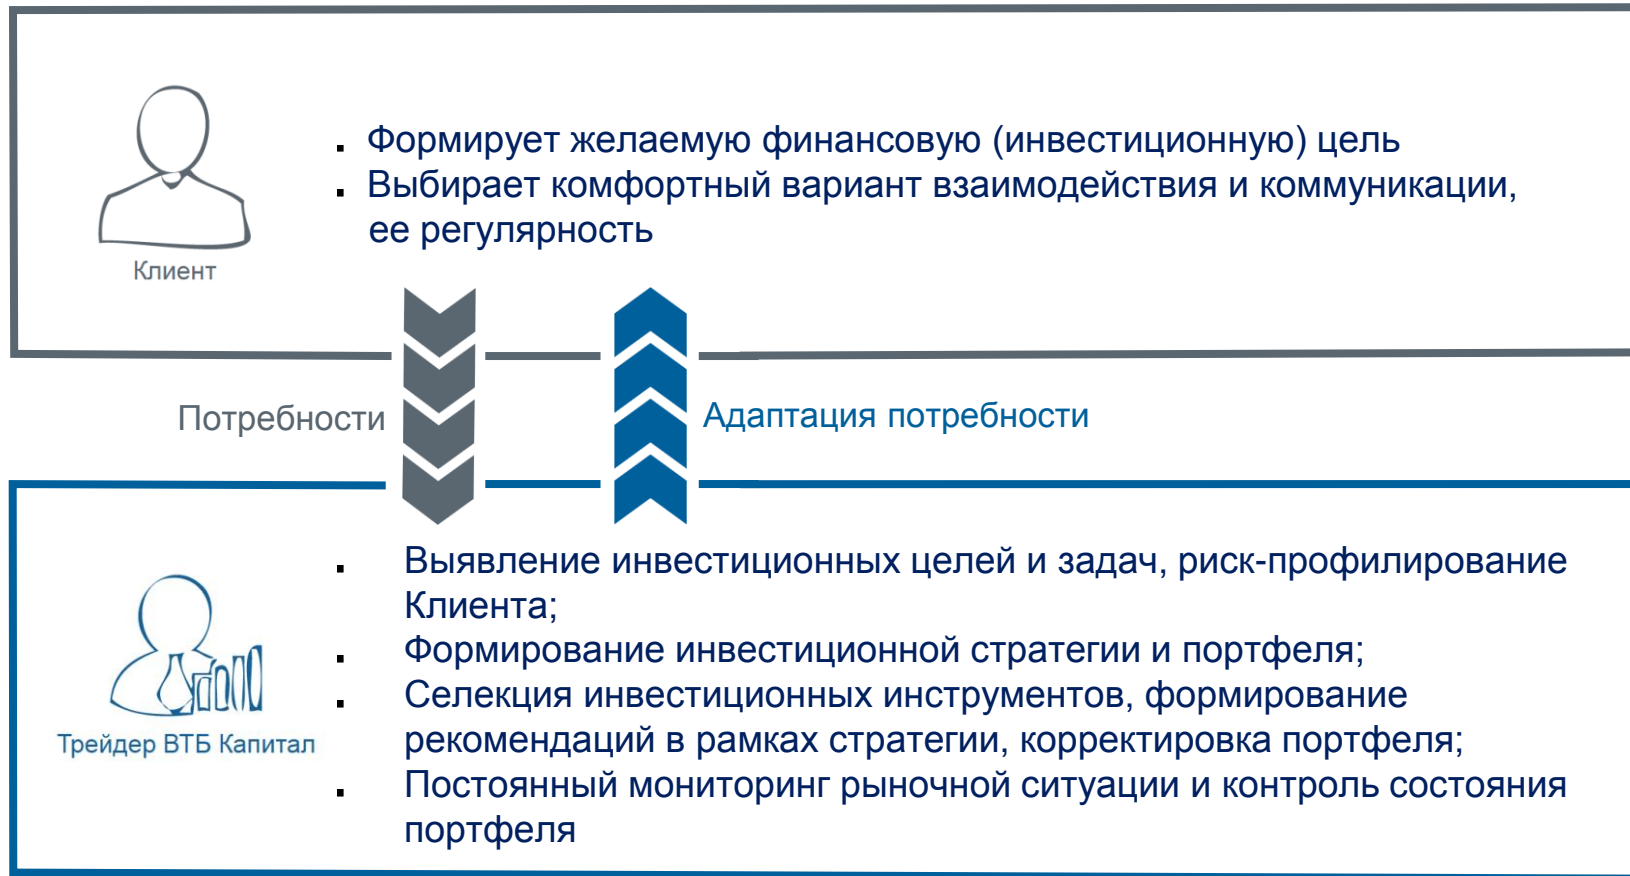 Формирует желаемую финансовую (инвестиционную) цель
Выбирает комфортный вариант взаимодействия и коммуникации,
ее регулярность
Клиент
Потребности
Адаптация потребности
Выявление инвестиционных целей и задач, риск-профилирование
Клиента;
Формирование инвестиционной стратегии и портфеля;
Селекция инвестиционных инструментов, формирование
рекомендаций в рамках стратегии, корректировка портфеля;
Постоянный мониторинг рыночной ситуации и контроль состояния
портфеля
Трейдер ВТБ Капитал